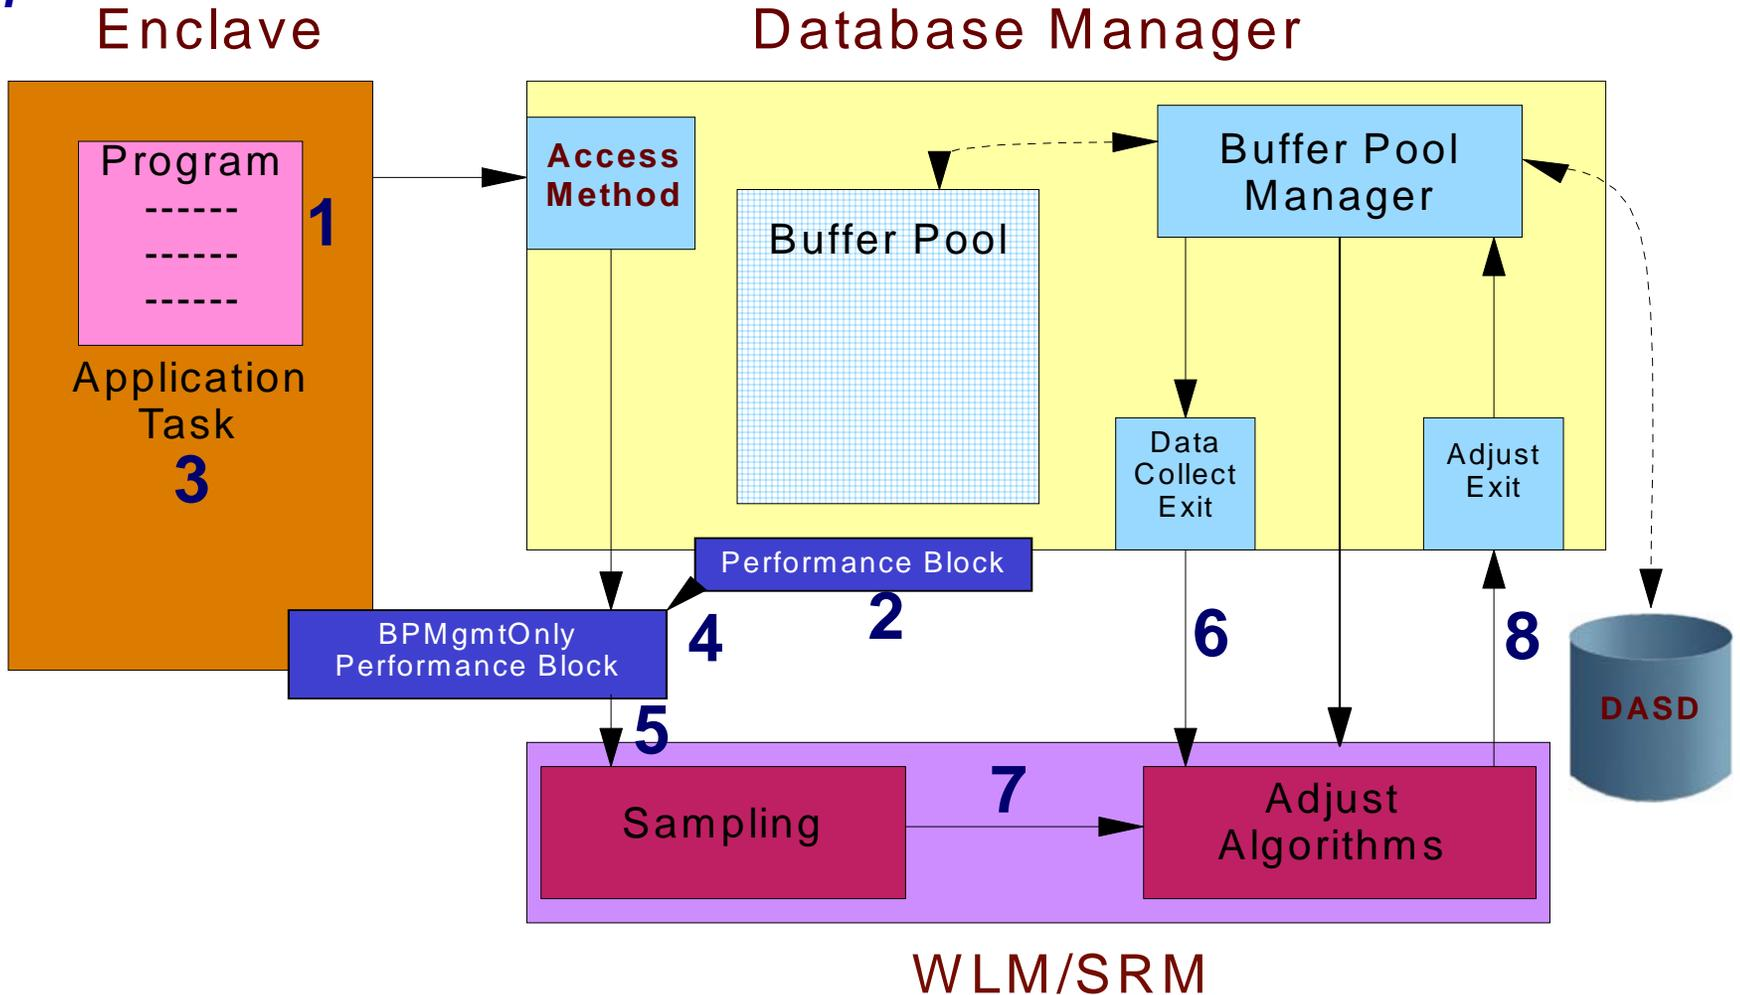 Enclave
Database Manager
Program
------
------
------
1
Application
Task
3
Access
Method
Buffer Pool
Buffer Pool
Manager
Data
Collect
Exit
Adjust
Exit
Performance Block
2
BPMgmtOnly
Performance Block
4
5
6
8
DASD
7
Sampling
Adjust
Algorithms
WLM/SRM